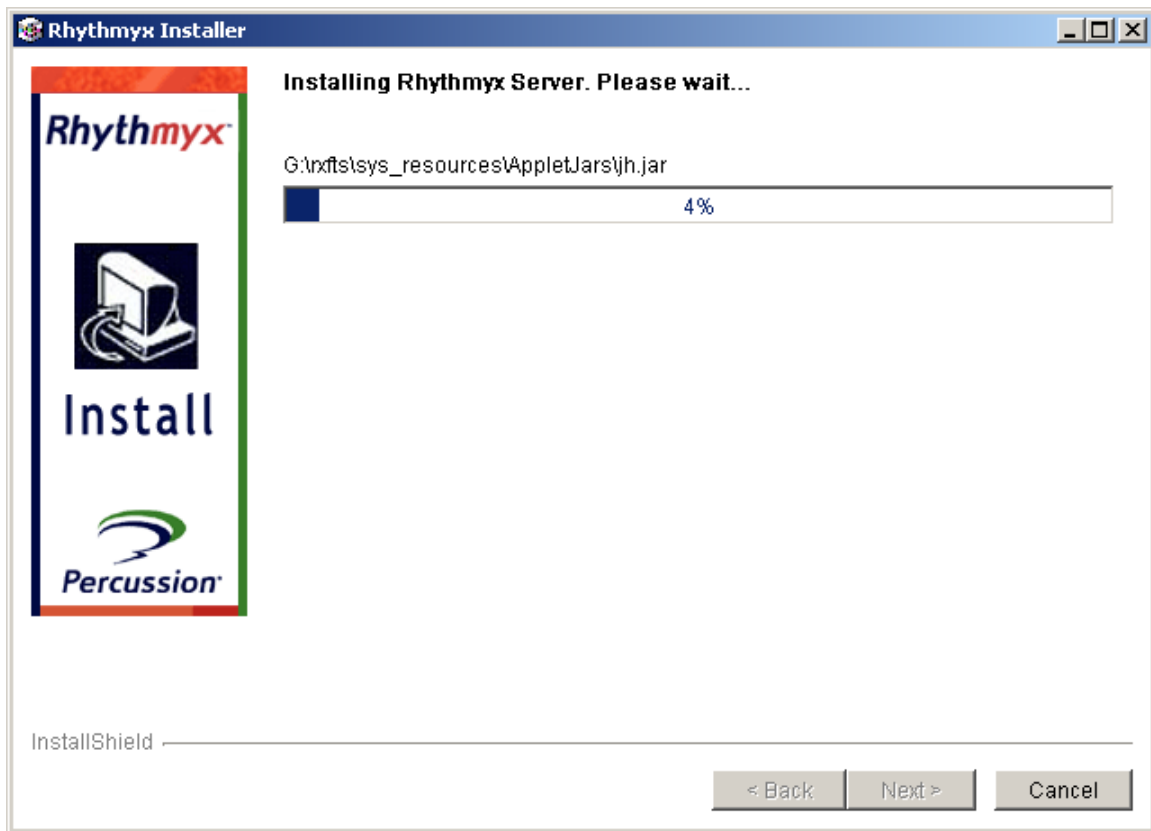 Rhythmyx Installer
Rhythmyx
Install
Percussion
Installing Rhythmyx Server. Please wait...
G:\rxfts\sys_resources\AppletJars\jh.jar
4%
InstallShield
< Back
Next >
Cancel